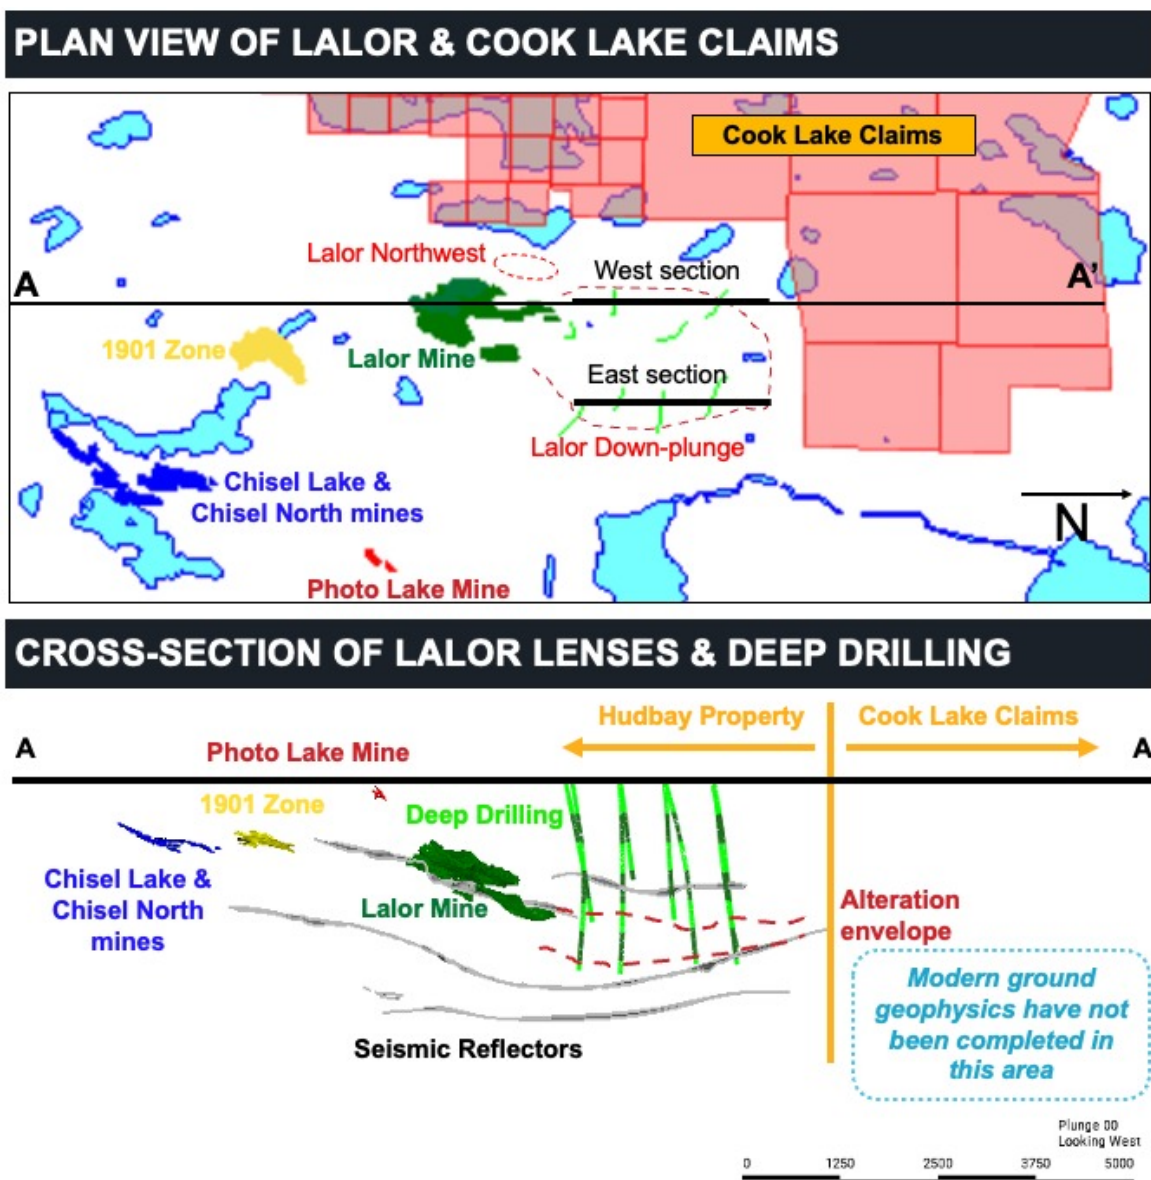 PLAN VIEW OF LALOR & COOK LAKE CLAIMS
Cook Lake Claims
Lalor Northwest
West section
A
A'
1901 Zone
Lalor Mine
East section
Lalor Down-plunge
Chisel Lake &
Chisel North mines
N
Photo Lake Mine
CROSS-SECTION OF LALOR LENSES & DEEP DRILLING
Hudbay Property
Cook Lake Claims
A
Photo Lake Mine
A
1901 Zone
Deep Drilling
Chisel Lake &
Chisel North
mines
Lalor Mine
Alteration
envelope
Modern ground
geophysics have not
been completed in
this area
Seismic Reflectors
Plunge 00
Looking West
0 1250 2500 3750 5000